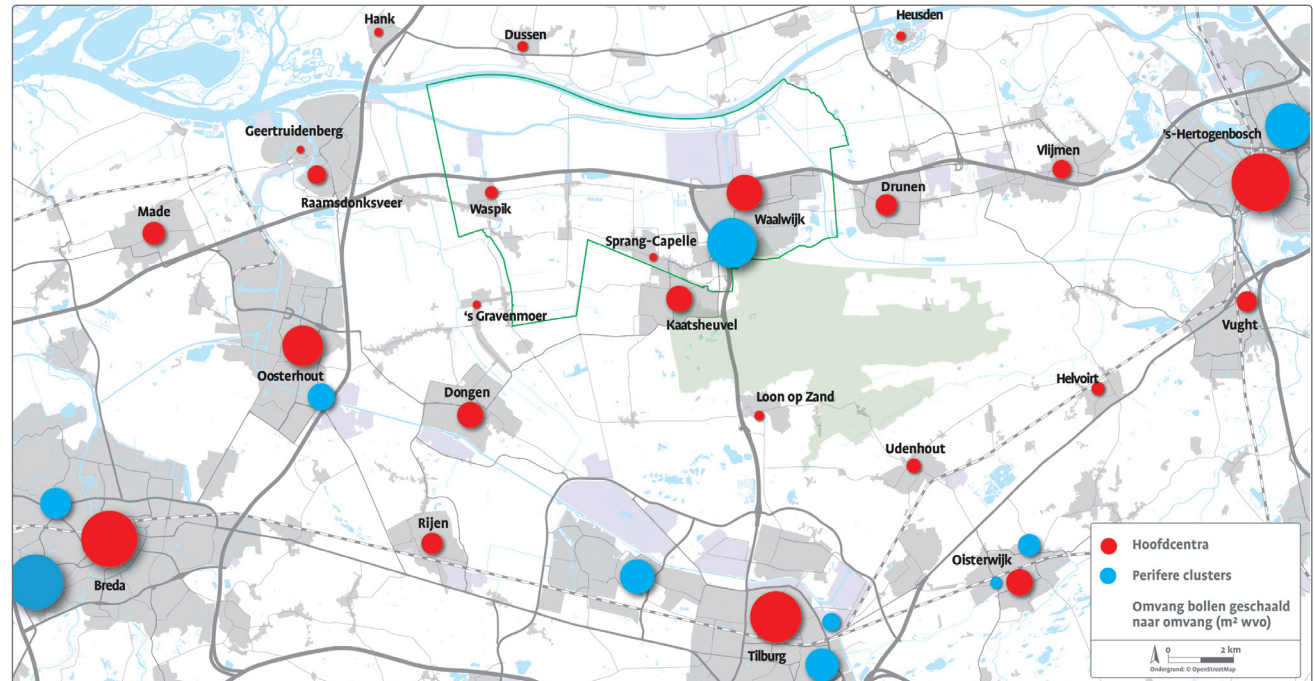 Hank
Dussen
Heusden
Geertruidenberg
's-Hertogenbosch
Vlijmen
Raamsdonksveer
Waspik
Drunen
Made
Waalwijk
Sprang-Capelle
's Gravenmoer
Kaatsheuvel
Vught
Oosterhout
Helvoirt
Dongen
Loon op Zand
Udenhout
Rijen
Oisterwijk
Breda
Tilburg
Hoofdcentra
Perifere clusters
Omvang bollen geschaald
naar omvang (m² wvo)
0 2 km
Ondergrond: © OpenStreetMap